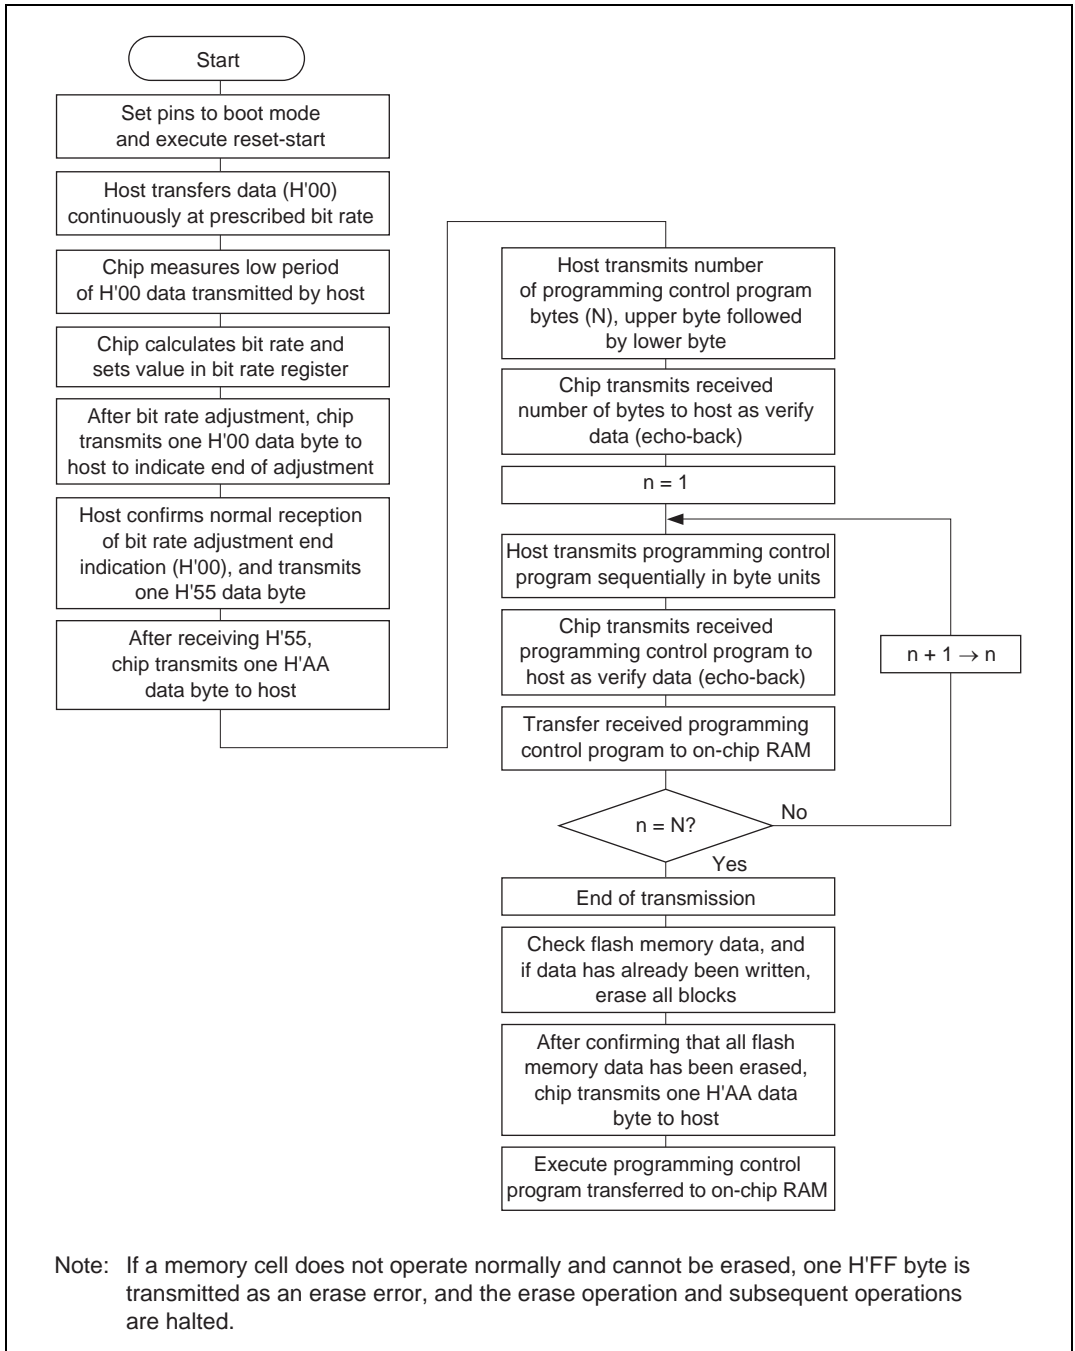 Start
Set pins to boot mode
and execute reset-start
Host transfers data (H'00)
continuously at prescribed bit rate
Chip measures low period
of H'00 data transmitted by host
Chip calculates bit rate and
sets value in bit rate register
After bit rate adjustment, chip
transmits one H'00 data byte to
host to indicate end of adjustment
Host confirms normal reception
of bit rate adjustment end
indication (H'00), and transmits
one H'55 data byte
After receiving H'55,
chip transmits one H'AA
data byte to host
Host transmits number
of programming control program
bytes (N), upper byte followed
by lower byte
Chip transmits received
number of bytes to host as verify
data (echo-back)
n = 1
Host transmits programming control
program sequentially in byte units
Chip transmits received
programming control program to
host as verify data (echo-back)
n + 1 → n
Transfer received programming
control program to on-chip RAM
n = N?
No
Yes
End of transmission
Check flash memory data, and
if data has already been written,
erase all blocks
After confirming that all flash
memory data has been erased,
chip transmits one H'AA data
byte to host
Execute programming control
program transferred to on-chip RAM
Note: If a memory cell does not operate normally and cannot be erased, one H'FF byte is
transmitted as an erase error, and the erase operation and subsequent operations
are halted.